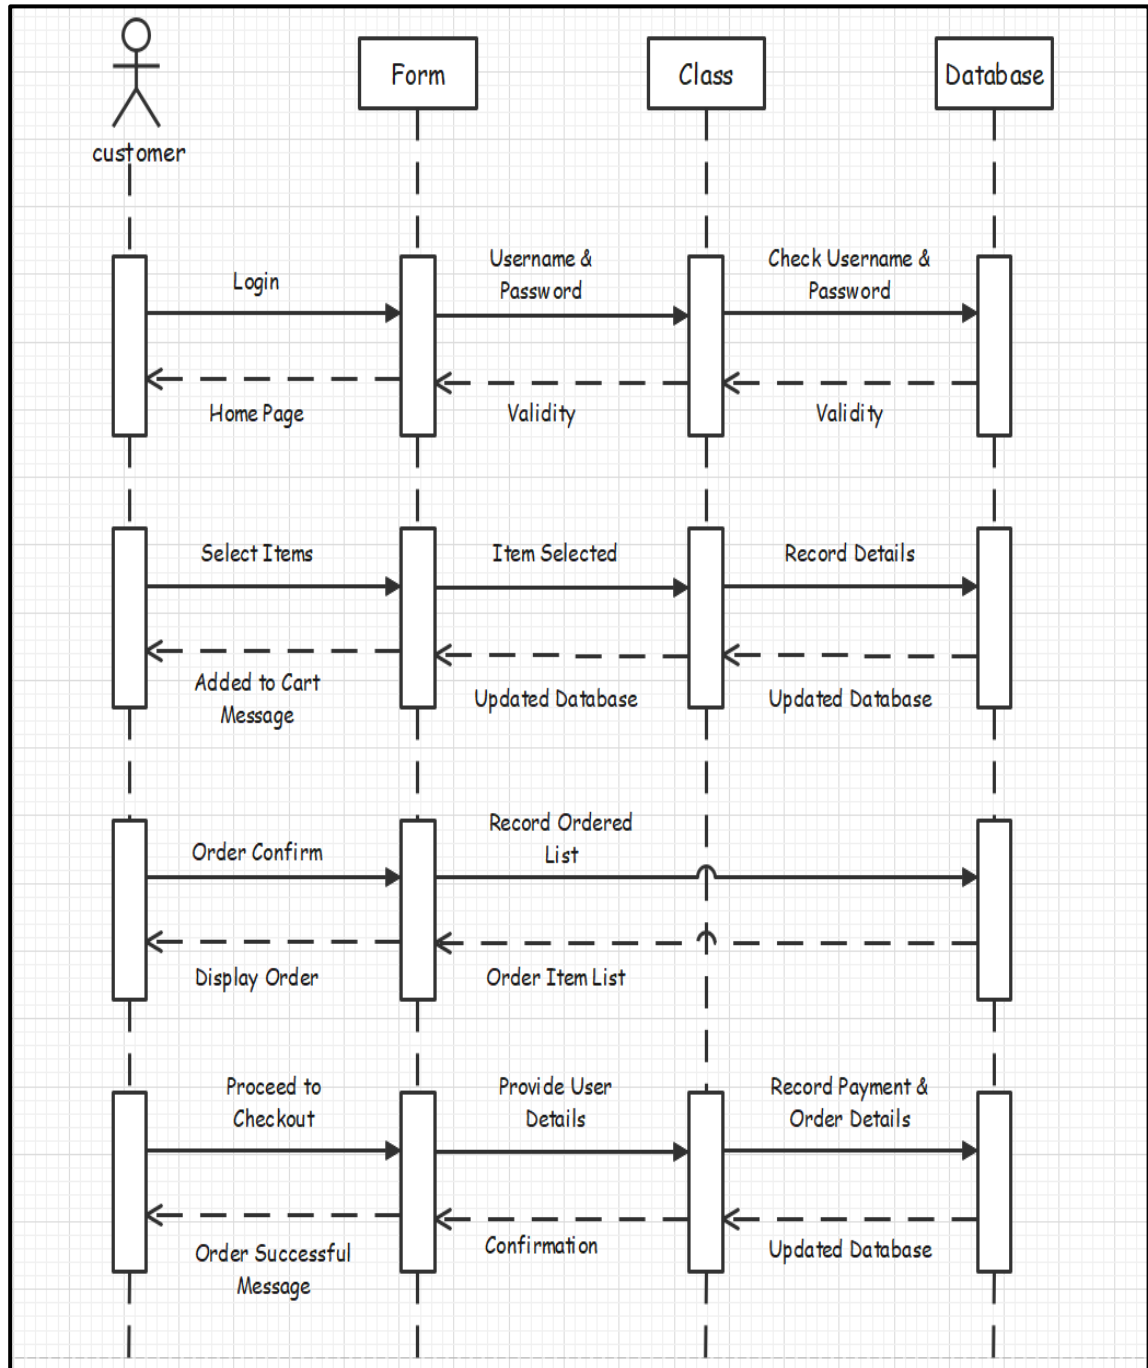 Form
Class
Database
customer
Login
Username &
Password
Check Username &
Password
Home Page
Validity
Validity
Select Items
Item Selected
Record Details
Added to Cart
Message
Updated Database
Updated Database
Order Confirm
Record Ordered
List
Display Order
Order Item List
Proceed to
Checkout
Provide User
Details
Record Payment &
Order Details
Order Successful
Message
Confirmation
Updated Database